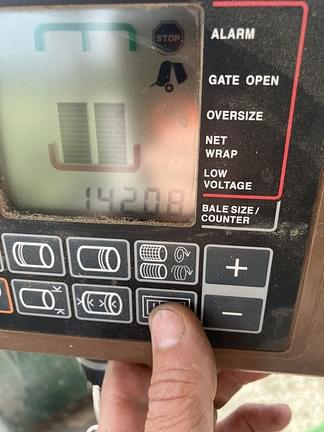 STOP
ALARM
GATE OPEN
OVERSIZE
NET
WRAP
LOW
VOLTAGE
14208
BALE SIZE /
COUNTER
+
−